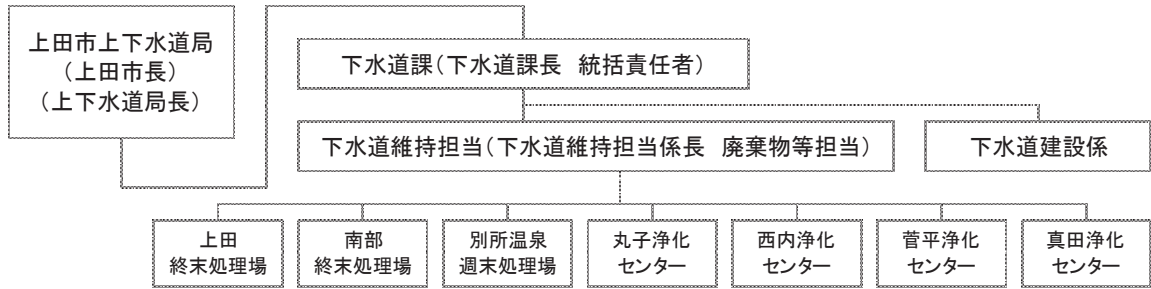 上田市上下水道局
（上田市長）
（上下水道局長）
下水道課（下水道課長　統括責任者）
下水道維持担当（下水道維持担当係長　廃棄物等担当）
下水道建設係
上田
終末処理場
南部
終末処理場
別所温泉
週末処理場
丸子浄化
センター
西内浄化
センター
菅平浄化
センター
真田浄化
センター